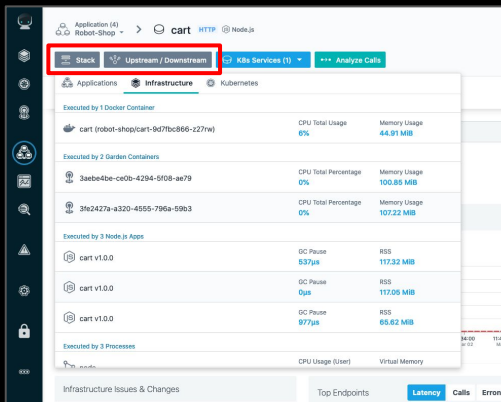 Application (4)
Robot-Shop
cart HTTP Node.js
Stack Upstream / Downstream K8s Services (1) Analyze Calls
Applications Infrastructure Kubernetes
Executed by 1 Docker Container
cart (robot-shop/cart-9d7fbc866-z27rw) CPU Total Usage Memory Usage
6% 44.91 MiB
Executed by 2 Garden Containers
3aebe4be-ce0b-4294-5f08-ae79 CPU Total Percentage Memory Usage
0% 100.85 MiB
3fe2427a-a320-4555-796a-59b3 CPU Total Percentage Memory Usage
0% 107.22 MiB
Executed by 3 Node.js Apps
cart v1.0.0 GC Pause RSS
537µs 117.32 MiB
cart v1.0.0 GC Pause RSS
0µs 117.05 MiB
cart v1.0.0 GC Pause RSS
977µs 65.62 MiB
Executed by 3 Processes
CPU Usage (User) Virtual Memory
Infrastructure Issues & Changes Top Endpoints Latency Calls